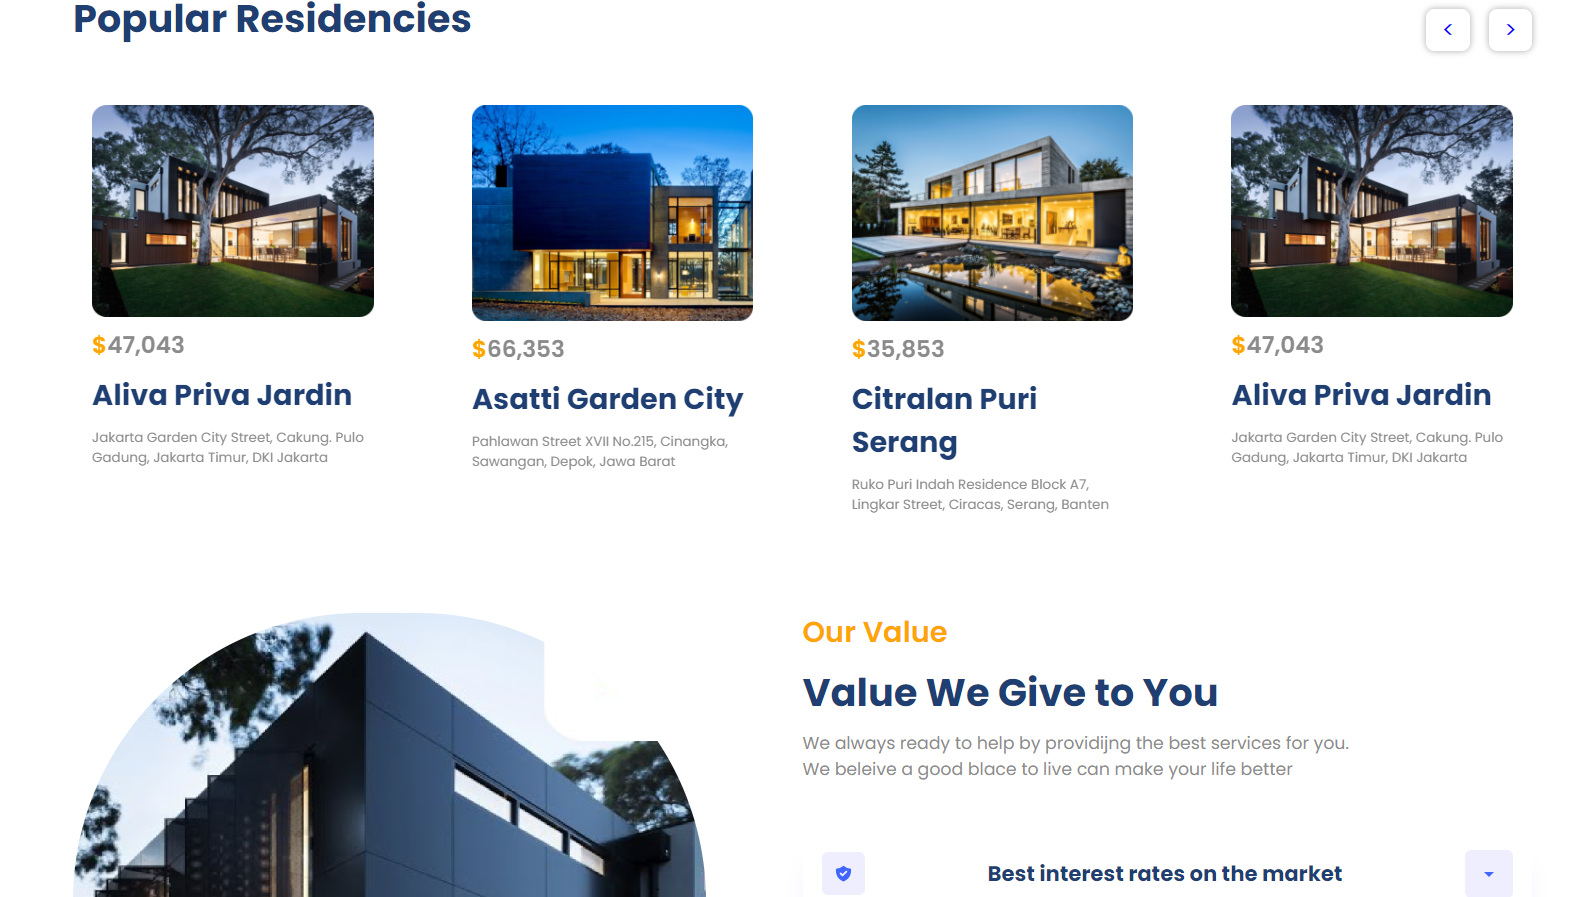 Popular Residencies
< >
$47,043
Aliva Priva Jardin
Jakarta Garden City Street, Cakung. Pulo
Gadung, Jakarta Timur, DKI Jakarta
$66,353
Asatti Garden City
Pahlawan Street XVII No.215, Cinangka,
Sawangan, Depok, Jawa Barat
$35,853
Citralan Puri
Serang
Ruko Puri Indah Residence Block A7,
Lingkar Street, Ciracas, Serang, Banten
$47,043
Aliva Priva Jardin
Jakarta Garden City Street, Cakung. Pulo
Gadung, Jakarta Timur, DKI Jakarta
Our Value
Value We Give to You
We always ready to help by providijng the best services for you.
We beleive a good blace to live can make your life better
Best interest rates on the market